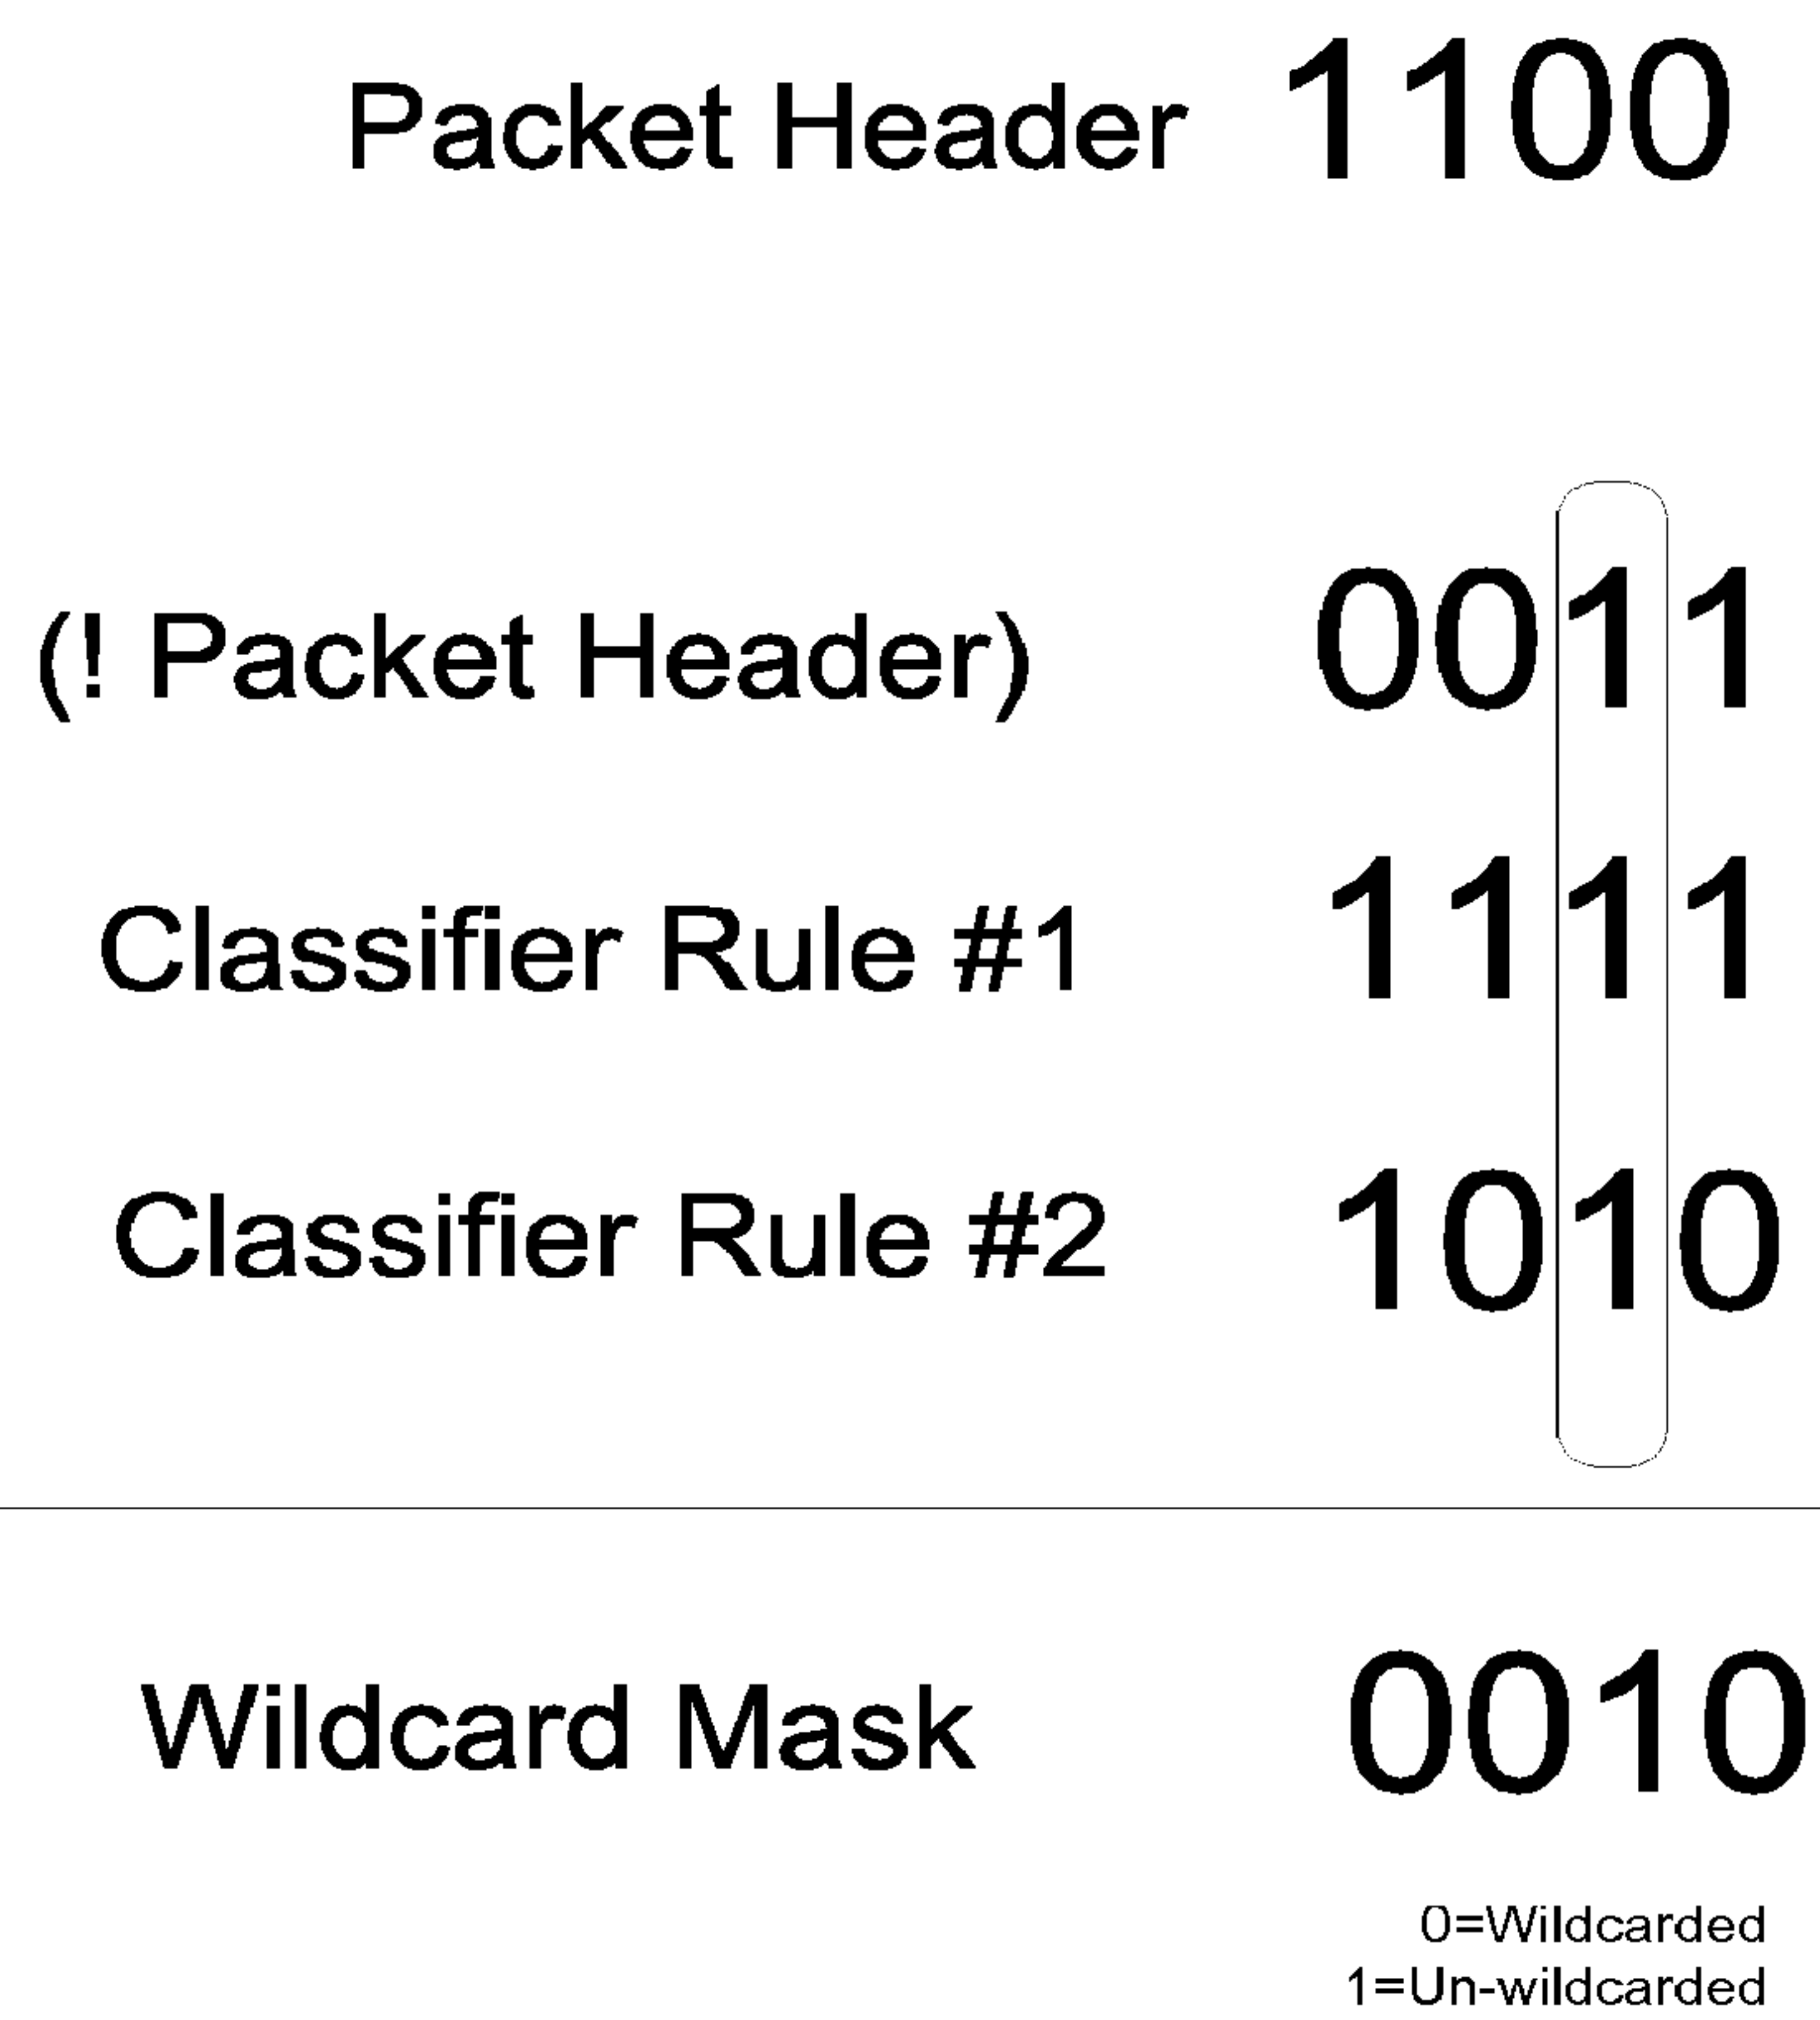 Packet Header 1100
(! Packet Header) 0011
Classifier Rule #1 1111
Classifier Rule #2 1010
Wildcard Mask 0010
0=Wildcarded
1=Un-wildcarded